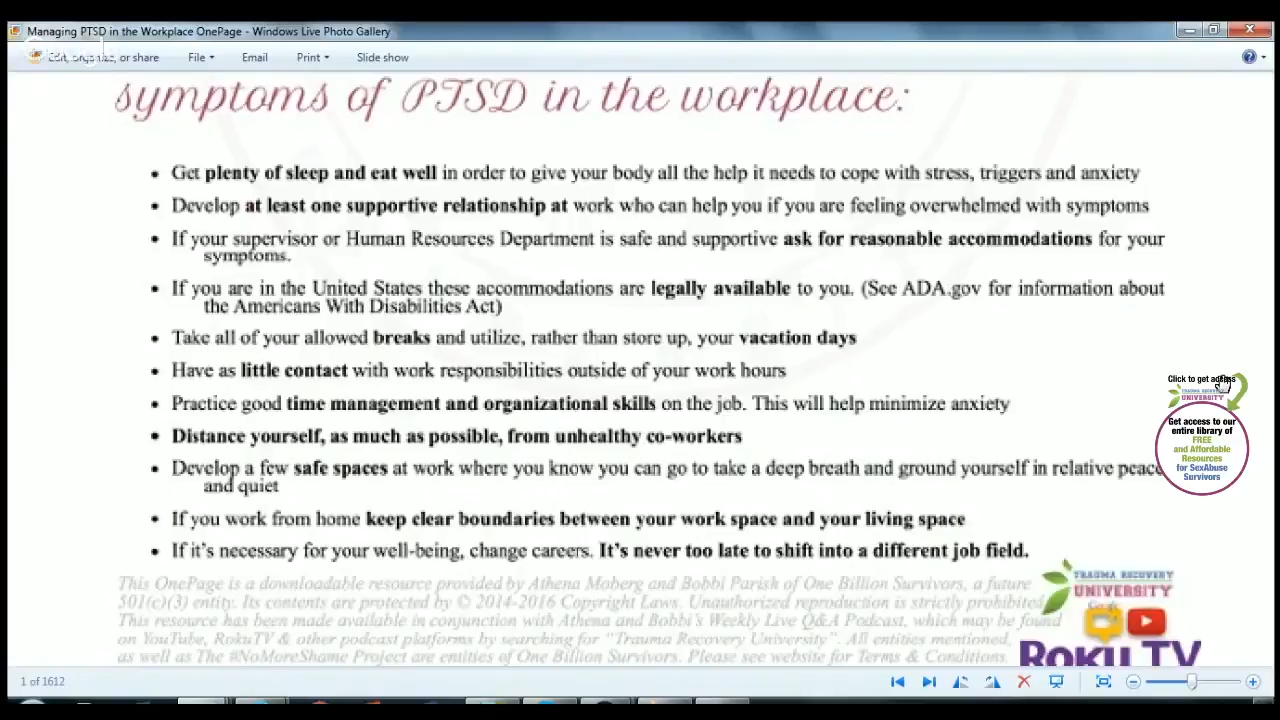 Managing PTSD in the Workplace OnePage - Windows Live Photo Gallery
Edit, organize, or share File Email Print Slide show
symptoms of PTSD in the workplace:
• Get plenty of sleep and eat well in order to give your body all the help it needs to cope with stress, triggers and anxiety
• Develop at least one supportive relationship at work who can help you if you are feeling overwhelmed with symptoms
• If your supervisor or Human Resources Department is safe and supportive ask for reasonable accommodations for your
symptoms.
• If you are in the United States these accommodations are legally available to you. (See ADA.gov for information about
the Americans With Disabilities Act)
• Take all of your allowed breaks and utilize, rather than store up, your vacation days
• Have as little contact with work responsibilities outside of your work hours
Click to get access
TRAUMA RECOVERY
UNIVERSITY
• Practice good time management and organizational skills on the job. This will help minimize anxiety
Get access to our
entire library of
FREE
and Affordable
Resources
for SexAbuse
Survivors
• Distance yourself, as much as possible, from unhealthy co-workers
• Develop a few safe spaces at work where you know you can go to take a deep breath and ground yourself in relative peace
and quiet
• If you work from home keep clear boundaries between your work space and your living space
• If it's necessary for your well-being, change careers. It's never too late to shift into a different job field.
This OnePage is a downloadable provided by Athena Moberg and Bobbi Parish of One Billion Survivors, a future
501(c)(3) entity. Its contents are protected by © 2014-2016 Copyright Laws. Unauthorized reproduction is strictly prohibited
This resource has been made available in conjunction with Athena and Bobbi's Weekly Live Q&A Podcast, which may be found
on YouTube, RokuTV & other podcast platforms by searching for "Trauma Recovery University". All entities mentioned,
as well as The #NoMoreShame Project are entities of One Billion Survivors. Please see website for Terms & Conditions.
TRAUMA RECOVERY
UNIVERSITY
Roku TV
1 of 1612